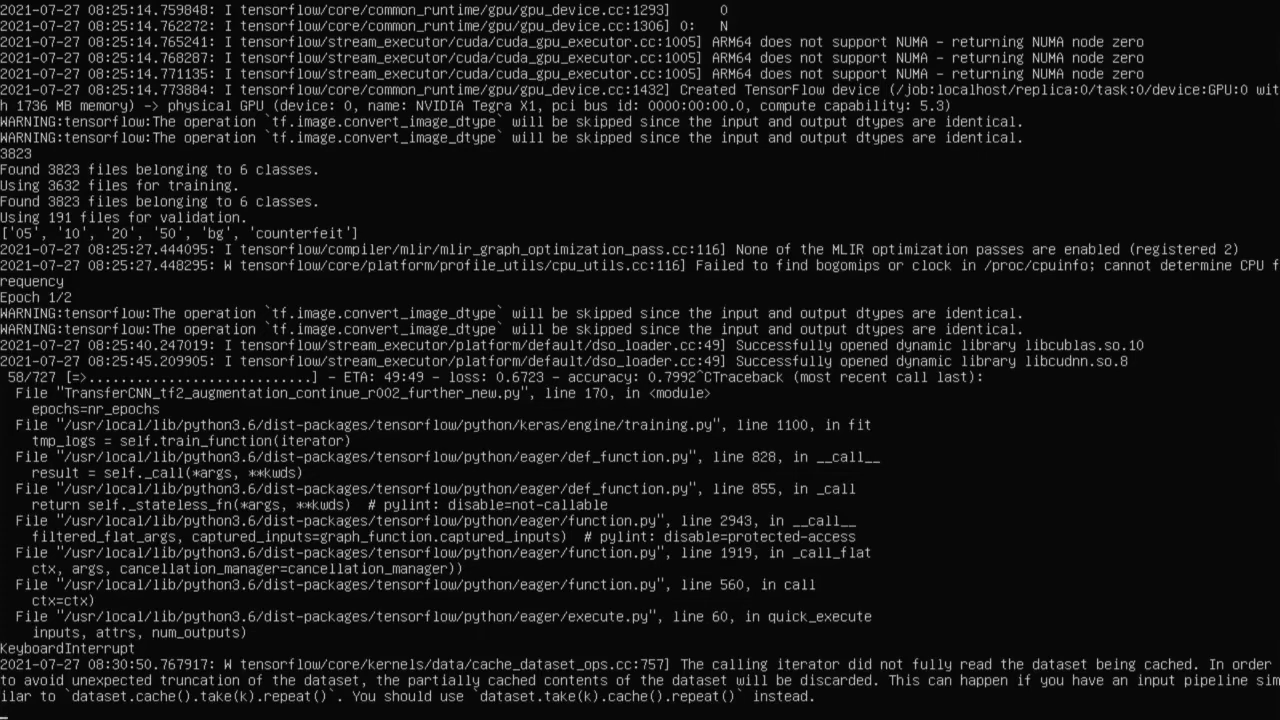 2021-07-27 08:25:14.759848: I tensorflow/core/common_runtime/gpu/gpu_device.cc:1293]      0
2021-07-27 08:25:14.762272: I tensorflow/core/common_runtime/gpu/gpu_device.cc:1306] 0:   N
2021-07-27 08:25:14.765241: I tensorflow/stream_executor/cuda/cuda_gpu_executor.cc:1005] ARM64 does not support NUMA - returning NUMA node zero
2021-07-27 08:25:14.768287: I tensorflow/stream_executor/cuda/cuda_gpu_executor.cc:1005] ARM64 does not support NUMA - returning NUMA node zero
2021-07-27 08:25:14.771135: I tensorflow/stream_executor/cuda/cuda_gpu_executor.cc:1005] ARM64 does not support NUMA - returning NUMA node zero
2021-07-27 08:25:14.773884: I tensorflow/core/common_runtime/gpu/gpu_device.cc:1432] Created TensorFlow device (/job:localhost/replica:0/task:0/device:GPU:0 wit
h 1736 MB memory) -> physical GPU (device: 0, name: NVIDIA Tegra X1, pci bus id: 0000:00:00.0, compute capability: 5.3)
WARNING:tensorflow:The operation `tf.image.convert_image_dtype` will be skipped since the input and output dtypes are identical.
WARNING:tensorflow:The operation `tf.image.convert_image_dtype` will be skipped since the input and output dtypes are identical.
3823
Found 3823 files belonging to 6 classes.
Using 3632 files for training.
Found 3823 files belonging to 6 classes.
Using 191 files for validation.
['05', '10', '20', '50', 'bg', 'counterfeit']
2021-07-27 08:25:27.444095: I tensorflow/compiler/mlir/mlir_graph_optimization_pass.cc:116] None of the MLIR optimization passes are enabled (registered 2)
2021-07-27 08:25:27.448295: W tensorflow/core/platform/profile_utils/cpu_utils.cc:116] Failed to find bogomips or clock in /proc/cpuinfo; cannot determine CPU f
requency
Epoch 1/2
WARNING:tensorflow:The operation `tf.image.convert_image_dtype` will be skipped since the input and output dtypes are identical.
WARNING:tensorflow:The operation `tf.image.convert_image_dtype` will be skipped since the input and output dtypes are identical.
2021-07-27 08:25:40.247019: I tensorflow/stream_executor/platform/default/dso_loader.cc:49] Successfully opened dynamic library libcublas.so.10
2021-07-27 08:25:45.209905: I tensorflow/stream_executor/platform/default/dso_loader.cc:49] Successfully opened dynamic library libcudnn.so.8
 58/727 [=>............................] - ETA: 49:49 - loss: 0.6723 - accuracy: 0.7992^CTraceback (most recent call last):
  File "TransferCNN_tf2_augmentation_continue_r002_further_new.py", line 170, in <module>
    epochs=nr_epochs
  File "/usr/local/lib/python3.6/dist-packages/tensorflow/python/keras/engine/training.py", line 1100, in fit
    tmp_logs = self.train_function(iterator)
  File "/usr/local/lib/python3.6/dist-packages/tensorflow/python/eager/def_function.py", line 828, in __call__
    result = self._call(*args, **kwds)
  File "/usr/local/lib/python3.6/dist-packages/tensorflow/python/eager/def_function.py", line 855, in _call
    return self._stateless_fn(*args, **kwds)  # pylint: disable=not-callable
  File "/usr/local/lib/python3.6/dist-packages/tensorflow/python/eager/function.py", line 2943, in __call__
    filtered_flat_args, captured_inputs=graph_function.captured_inputs)  # pylint: disable=protected-access
  File "/usr/local/lib/python3.6/dist-packages/tensorflow/python/eager/function.py", line 1919, in _call_flat
    ctx, args, cancellation_manager=cancellation_manager))
  File "/usr/local/lib/python3.6/dist-packages/tensorflow/python/eager/function.py", line 560, in call
    ctx=ctx)
  File "/usr/local/lib/python3.6/dist-packages/tensorflow/python/eager/execute.py", line 60, in quick_execute
    inputs, attrs, num_outputs)
KeyboardInterrupt
2021-07-27 08:30:50.767917: W tensorflow/core/kernels/data/cache_dataset_ops.cc:757] The calling iterator did not fully read the dataset being cached. In order
to avoid unexpected truncation of the dataset, the partially cached contents of the dataset will be discarded. This can happen if you have an input pipeline sim
ilar to `dataset.cache().take(k).repeat()`. You should use `dataset.take(k).cache().repeat()` instead.